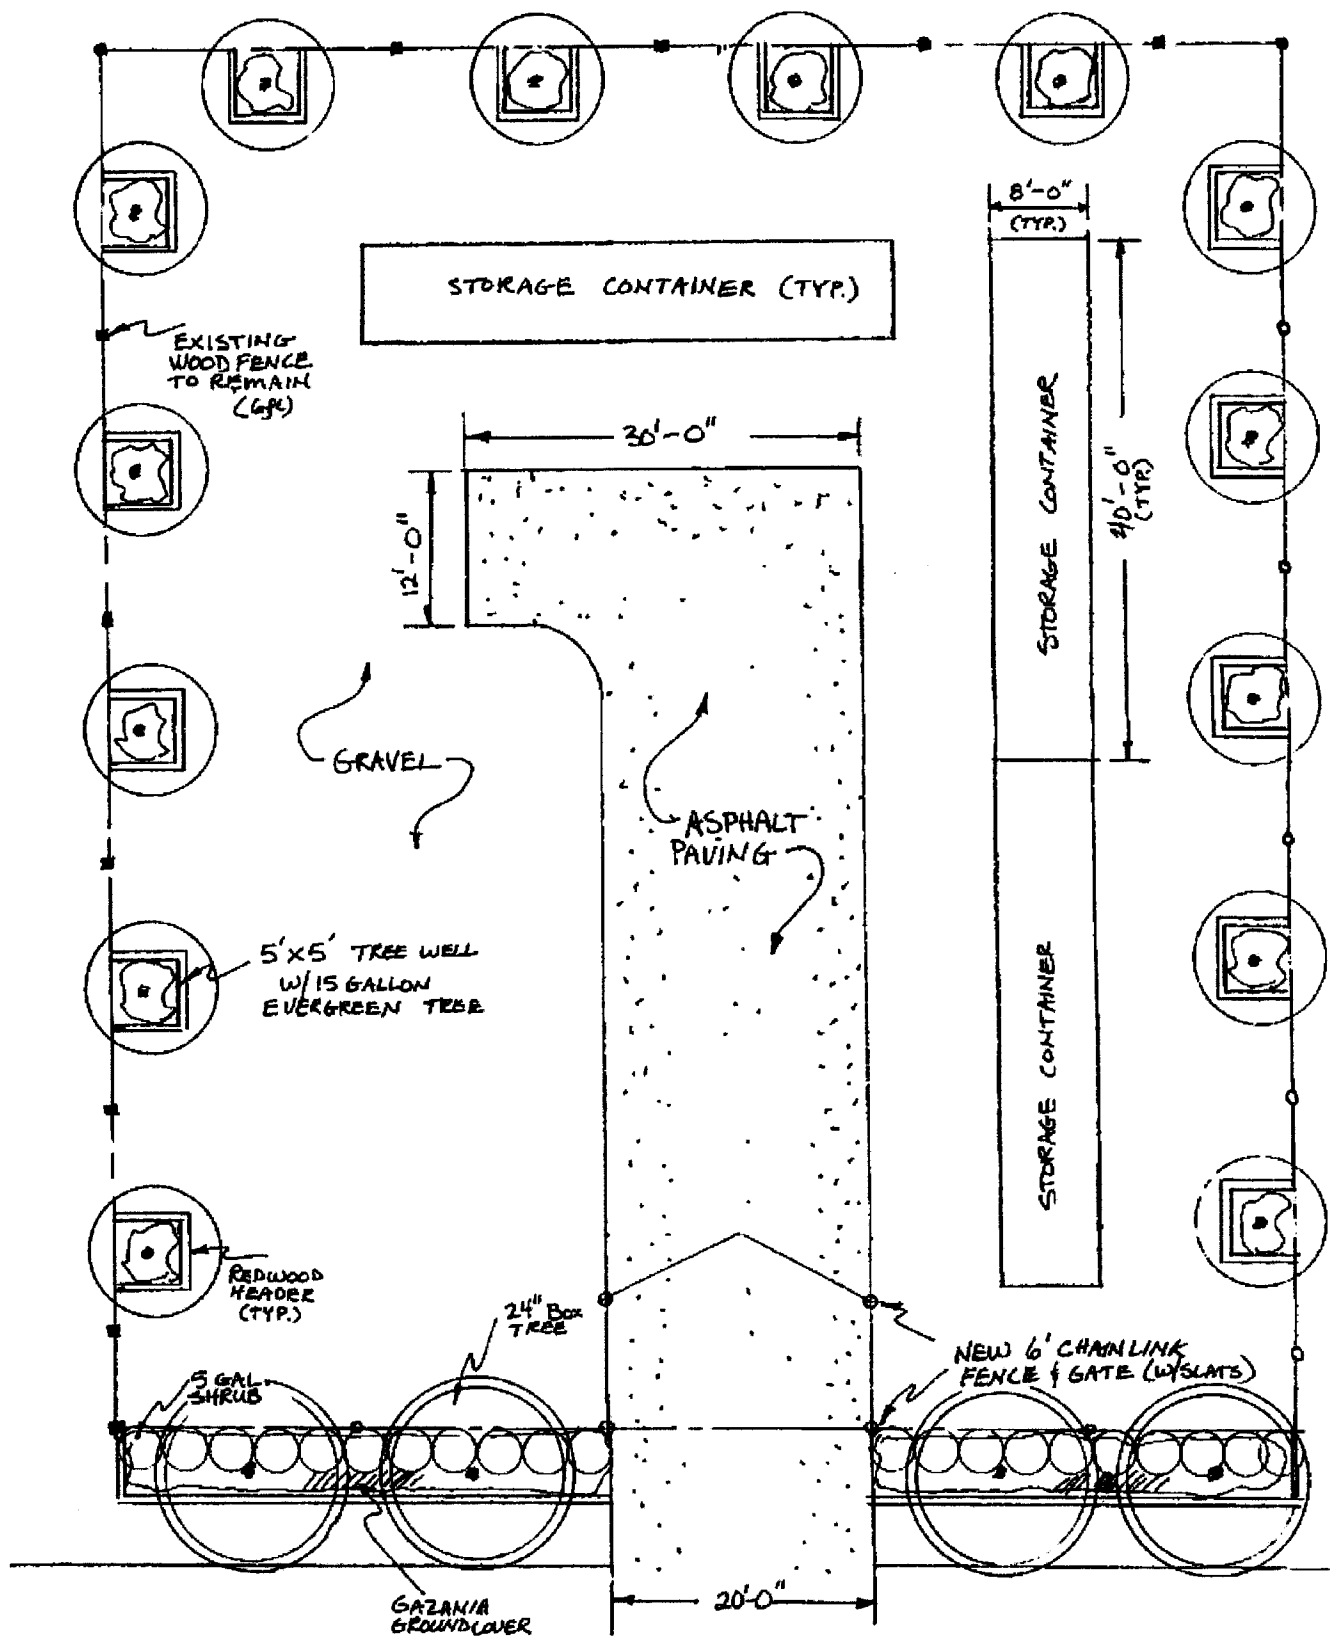 8'-0"
(TYP.)
STORAGE CONTAINER (TYP.)
EXISTING
WOOD FENCE
TO REMAIN
(6ft)
30'-0"
12'-0"
STORAGE CONTAINER
40'-0"
(TYP.)
GRAVEL
ASPHALT
PAVING
5'x5' TREE WELL
W/15 GALLON
EVERGREEN TREE
STORAGE CONTAINER
REDWOOD
HEADER
(TYP.)
24" BOX
TREE
NEW 6' CHAINLINK
FENCE & GATE (W/SLATS)
5 GAL.
SHRUB
20'-0"
GAZANIA
GROUNDCOVER